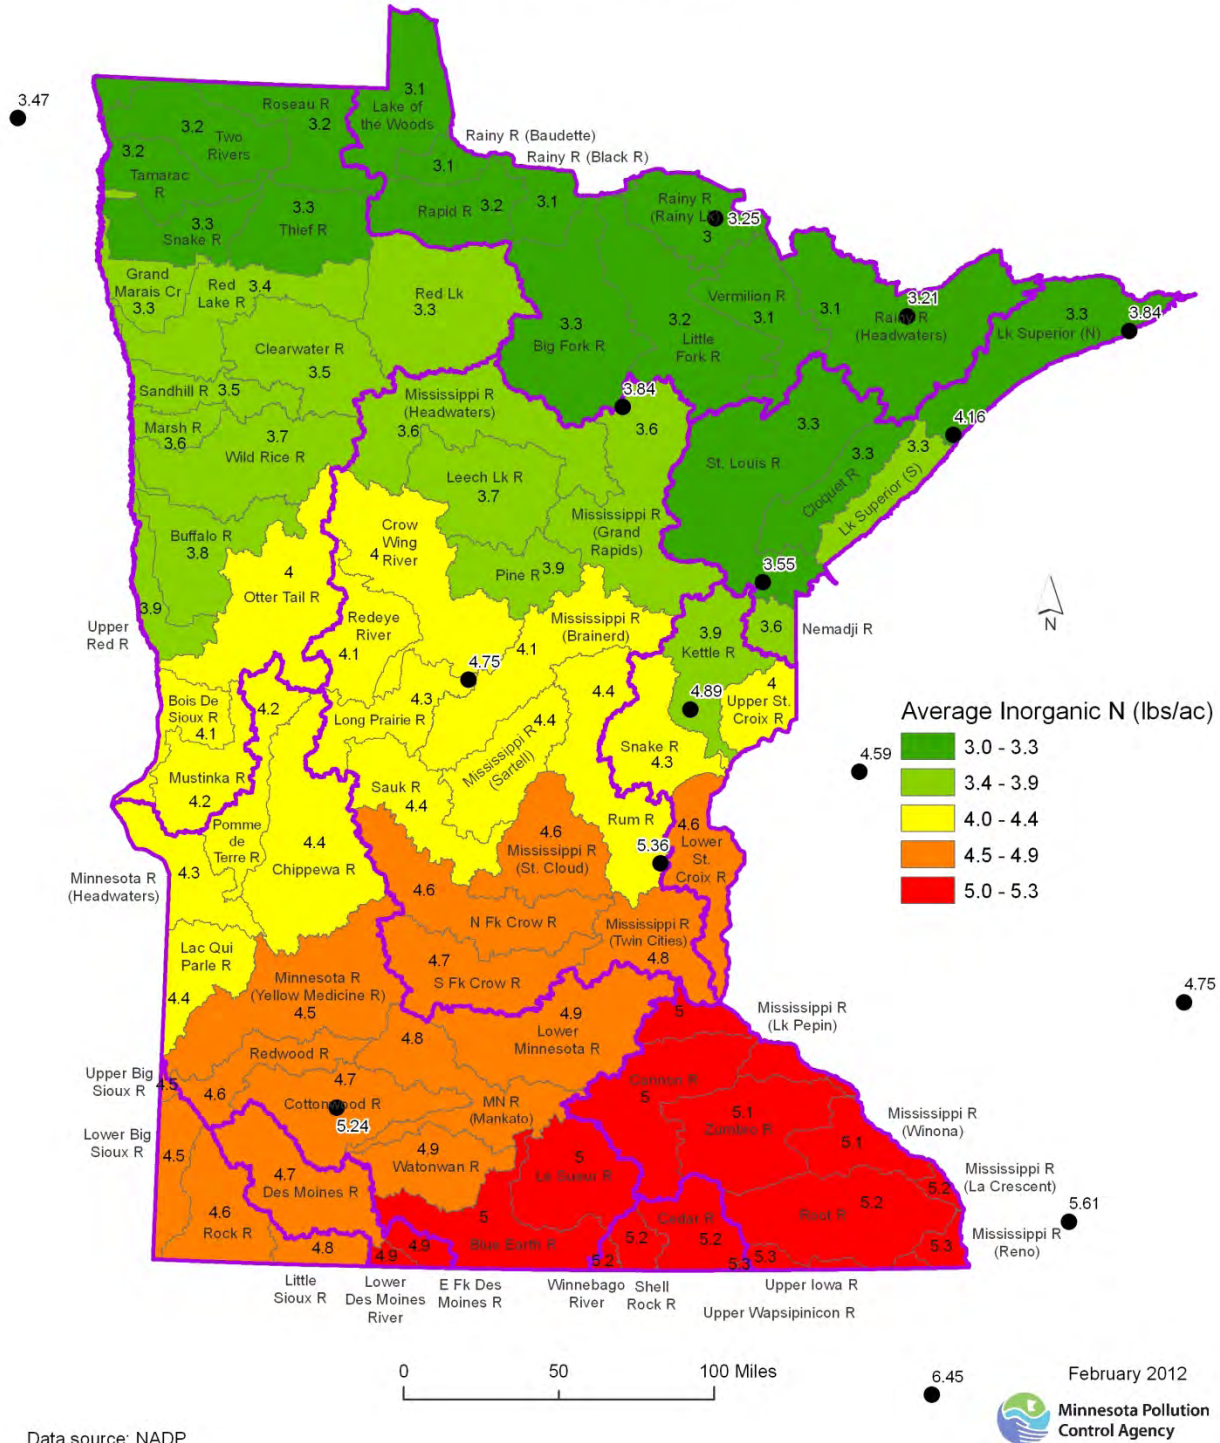 3.47
3.1
Lake of
the Woods
Roseau R
3.2
3.2
Two
Rivers
3.2
Tamarac
R
Rainy R (Baudette)
Rainy R (Black R)
3.1
Rapid R 3.2
3.1
Rainy R
(Rainy Lk)
3.25
3
3.3
Snake R
3.3
Thief R
Grand
Marais Cr
3.3
Red
Lake R
3.4
Red Lk
3.3
Vermilion R
3.1
3.1
3.21
Rainy R
(Headwaters)
3.3
Lk Superior (N)
3.84
3.3
Big Fork R
3.2
Little
Fork R
Clearwater R
3.5
Sandhill R 3.5
Mississippi R
(Headwaters)
3.6
3.84
3.6
4.16
Marsh R
3.6
3.7
Wild Rice R
3.3
St. Louis R
3.3
Cloquet R
3.3
Lk Superior (S)
Leech Lk R
3.7
Mississippi R
(Grand
Rapids)
Buffalo R
3.8
Crow
Wing
River
4
Pine R 3.9
3.55
4
Otter Tail R
3.9
Upper
Red R
Redeye
River
4.1
Mississippi R
(Brainerd)
4.1
3.9
Kettle R
3.6
Nemadji R
N
4.75
4.89
4
Upper St.
Croix R
Bois De
Sioux R
4.1
4.2
4.3
Long Prairie R
4.4
4.4
Mississippi R
(Sartell)
Snake R
4.3
4.59
Average Inorganic N (lbs/ac)
3.0 - 3.3
3.4 - 3.9
4.0 - 4.4
4.5 - 4.9
5.0 - 5.3
Mustinka R
4.2
Sauk R
4.4
Pomme
de
Terre R
4.4
Chippewa R
4.6
Mississippi R
(St. Cloud)
Rum R
5.36
4.6
Lower
St.
Croix R
Minnesota R
(Headwaters)
4.3
4.6
N Fk Crow R
Mississippi R
(Twin Cities)
4.8
Lac Qui
Parle R
4.4
4.7
S Fk Crow R
Minnesota R
(Yellow Medicine R)
4.5
4.9
Lower
Minnesota R
5
Mississippi R
(Lk Pepin)
4.75
4.8
Redwood R
Upper Big
Sioux R
4.5
4.6
4.7
Cottonwood R
5.24
MN R
(Mankato)
Cannon R
5
5.1
Zumbro R
5.1
Mississippi R
(Winona)
Lower Big
Sioux R
4.5
4.9
Watonwan R
5
Le Sueur R
Mississippi R
(La Crescent)
5.2
4.7
Des Moines R
4.6
Rock R
5
Blue Earth R
Cedar R
5.2
5.2
5.2
Root R
5.61
Mississippi R
(Reno)
4.8
4.9
4.9
5.2
5.3
5.3
5.3
Little
Sioux R
Lower
Des Moines
River
E Fk Des
Moines R
Winnebago
River
Shell
Rock R
Upper Iowa R
Upper Wapsipinicon R
0 50 100 Miles
6.45
February 2012
Minnesota Pollution
Control Agency
Data source: NADP